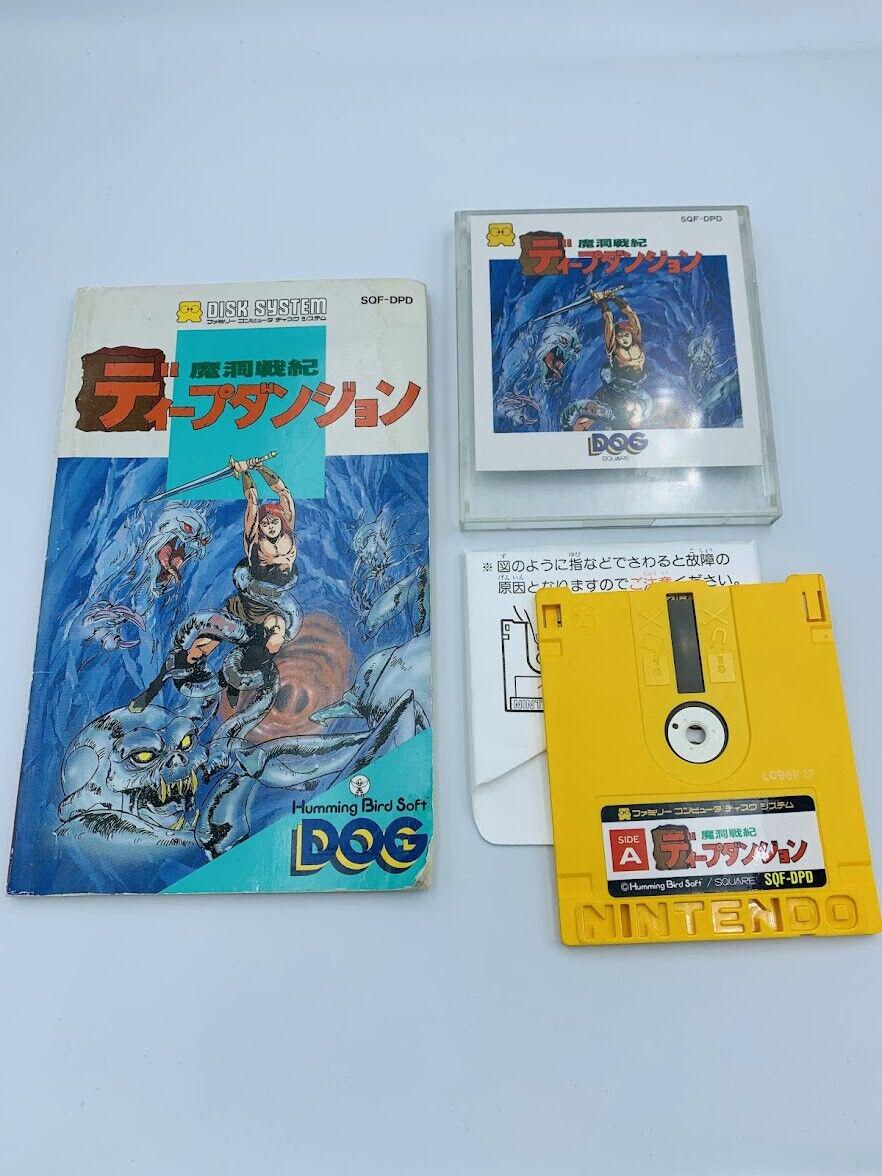 DISK SYSTEM
ファミリー コンピュータ ディスク システム
SQF-DPD
魔洞戦紀
ディープダンジョン
Humming Bird Soft
DOG
SQF-DPD
魔洞戦紀
ディープダンジョン
DOG
SQUARE
※図のように指などでさわると故障の
原因となりますのでご注意ください。
NINT
L096K17
ファミリー コンピュータ ディスク システム
SIDE
A
魔洞戦紀
ディープダンジョン
©Humming Bird Soft / SQUARE SQF-DPD
NINTENDO